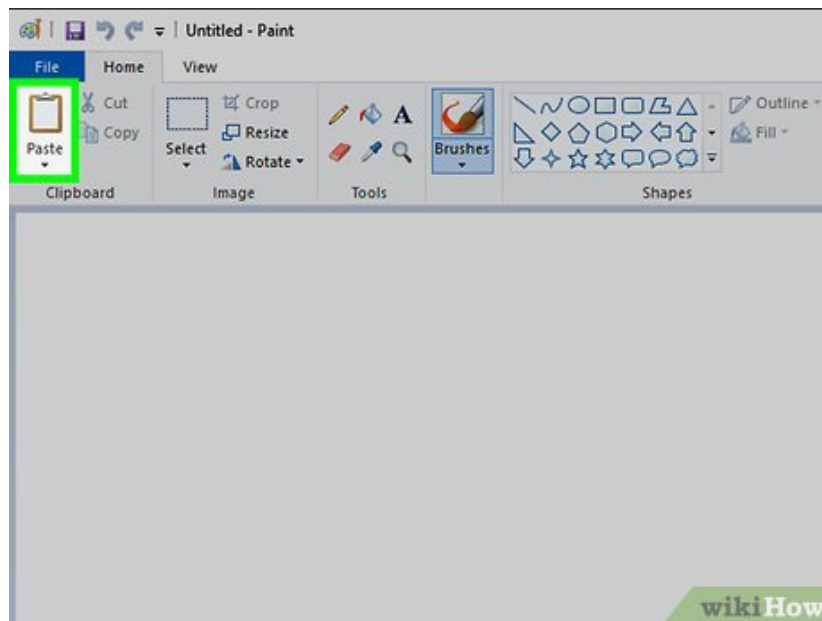 Untitled - Paint
File Home View
Cut
Copy
Paste
Clipboard
Select
Crop
Resize
Rotate
Image
A
Tools
Brushes
Outline
Fill
Shapes
wikiHow